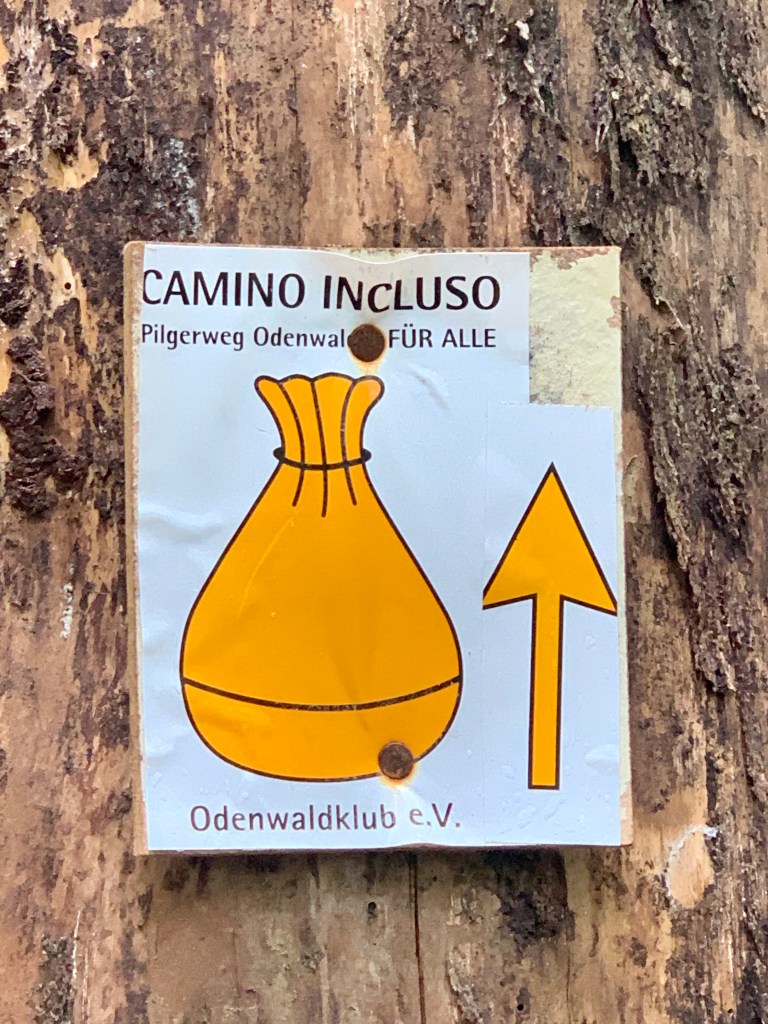 CAMINO INCLUSO
Pilgerweg Odenwal FÜR ALLE
Odenwaldklub e.V.